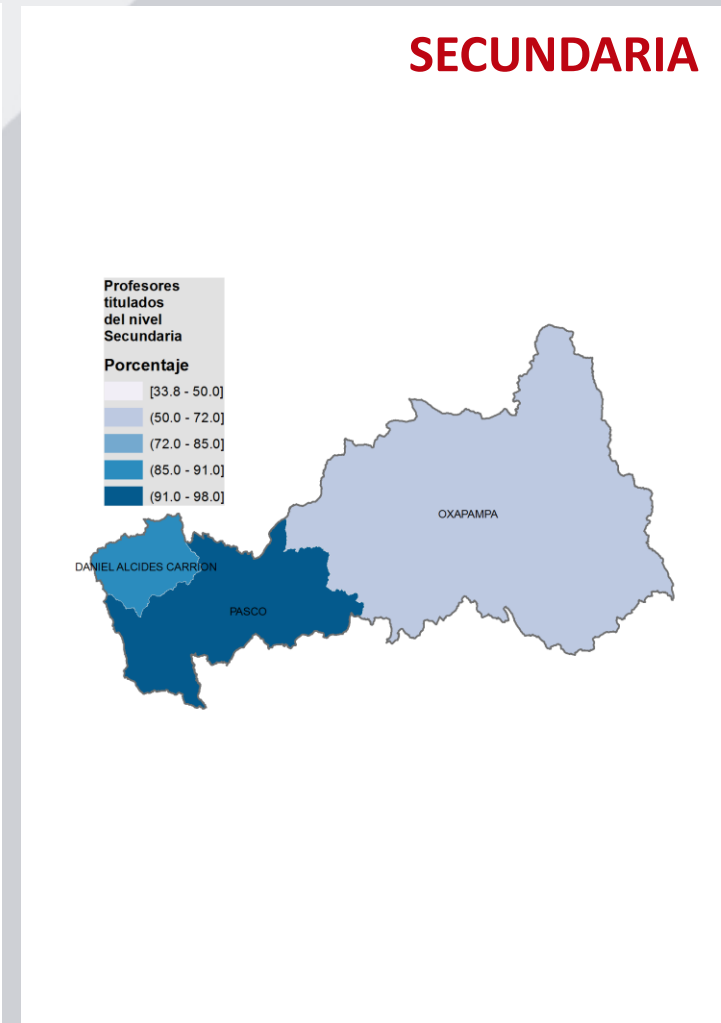 SECUNDARIA
Profesores
titulados
del nivel
Secundaria
Porcentaje
[33.8 - 50.0]
(50.0 - 72.0]
(72.0 - 85.0]
(85.0 - 91.0]
(91.0 - 98.0]
OXAPAMPA
DANIEL ALCIDES CARRION
PASCO